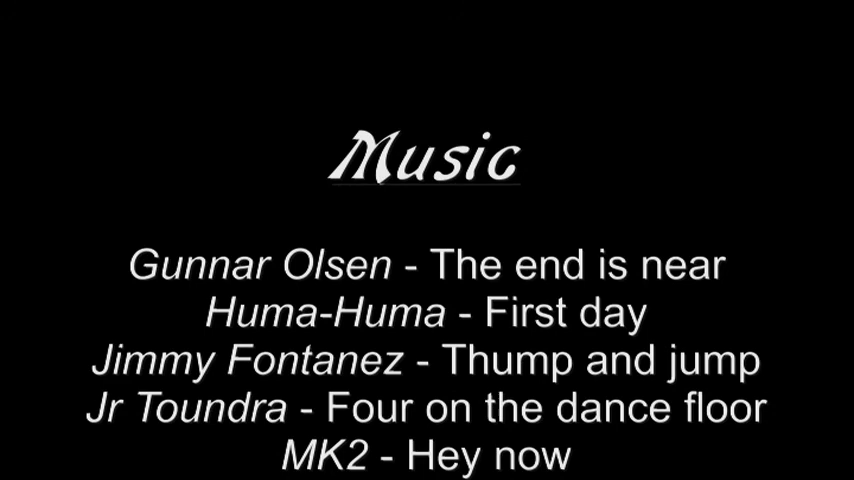 Music
Gunnar Olsen - The end is near
Huma-Huma - First day
Jimmy Fontanez - Thump and jump
Jr Toundra - Four on the dance floor
MK2 - Hey now